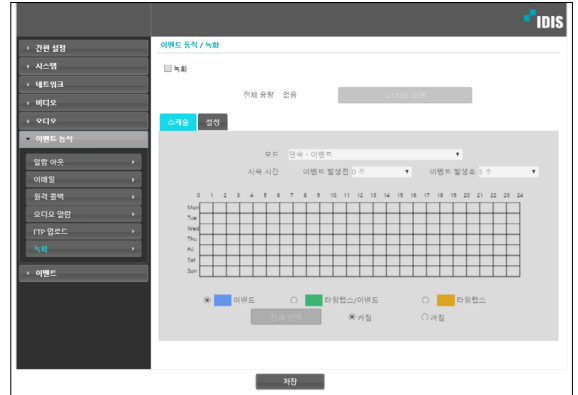 IDIS
간편 설정
시스템
네트워크
비디오
오디오
이벤트 동작
알람 아웃
이메일
원격 콜백
오디오 알람
FTP 업로드
녹화
이벤트
이벤트 동작 / 녹화
녹화
전체 용량 없음
스케줄 설정
모드 연속 - 이벤트
지속 시간 이벤트 발생전 0 초 이벤트 발생후 5 초
0 1 2 3 4 5 6 7 8 9 10 11 12 13 14 15 16 17 18 19 20 21 22 23 24
Mon
Tue
Wed
Thu
Fri
Sat
Sun
이벤트 타임랩스/이벤트 타임랩스
전체 선택 켜짐 꺼짐
저장